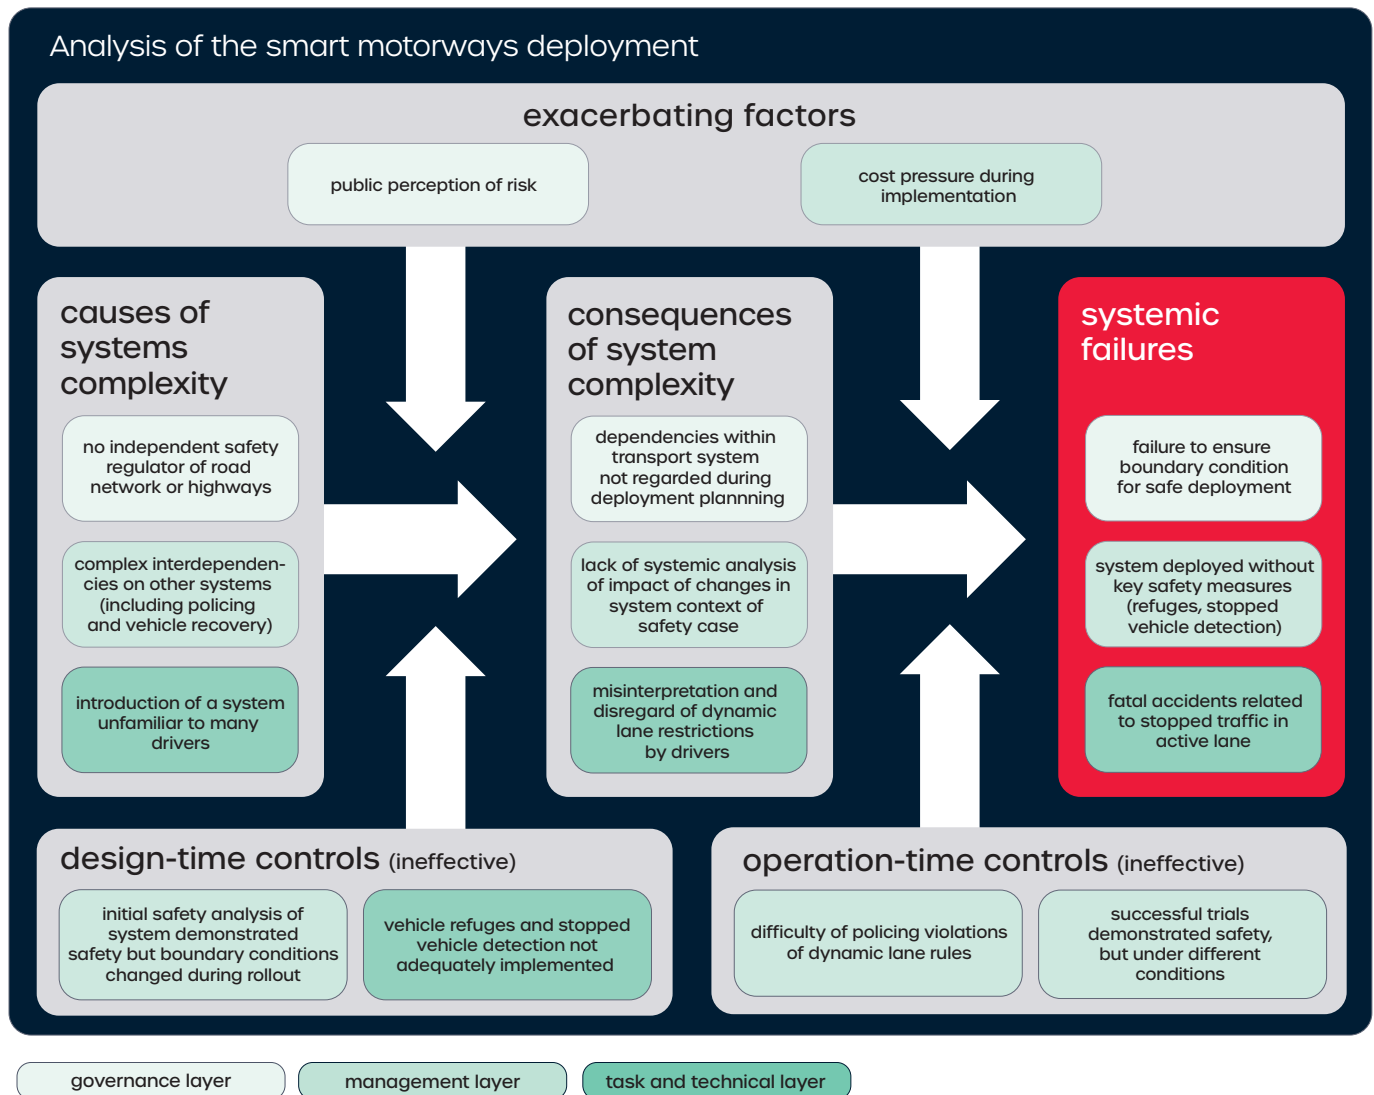 Analysis of the smart motorways deployment
exacerbating factors
public perception of risk
cost pressure during
implementation
causes of
systems
complexity
no independent safety
regulator of road
network or highways
complex interdependen-
cies on other systems
(including policing
and vehicle recovery)
introduction of a system
unfamiliar to many
drivers
consequences
of system
complexity
dependencies within
transport system
not regarded during
deployment plannning
lack of systemic analysis
of impact of changes in
system context of
safety case
misinterpretation and
disregard of dynamic
lane restrictions
by drivers
systemic
failures
failure to ensure
boundary condition
for safe deployment
system deployed without
key safety measures
(refuges, stopped
vehicle detection)
fatal accidents related
to stopped traffic in
active lane
design-time controls (ineffective)
initial safety analysis of
system demonstrated
safety but boundary conditions
changed during rollout
vehicle refuges and stopped
vehicle detection not
adequately implemented
operation-time controls (ineffective)
difficulty of policing violations
of dynamic lane rules
successful trials
demonstrated safety,
but under different
conditions
governance layer
management layer
task and technical layer